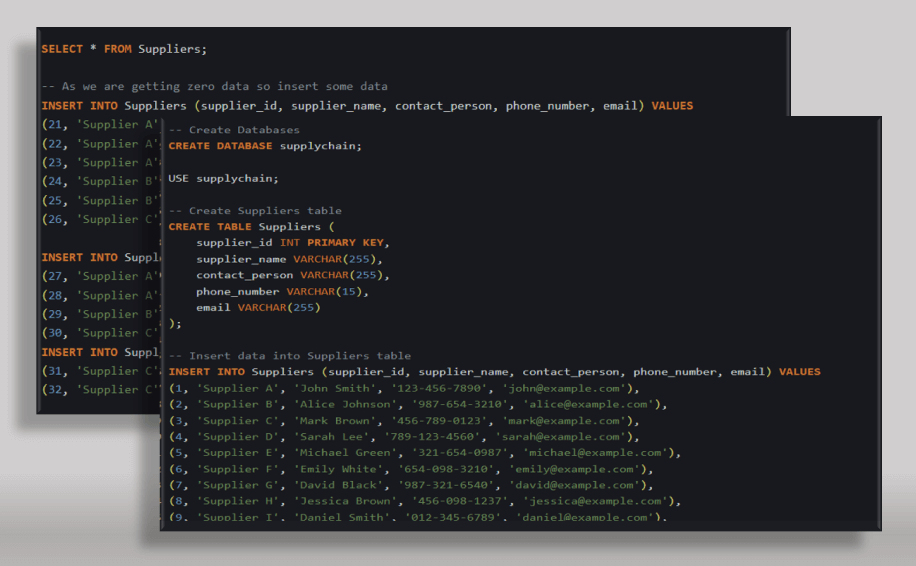 SELECT * FROM Suppliers;
-- As we are getting zero data so insert some data
INSERT INTO Suppliers (supplier_id, supplier_name, contact_person, phone_number, email) VALUES
(21, 'Supplier A'
(22, 'Supplier A'
(23, 'Supplier A'
(24, 'Supplier B'
(25, 'Supplier B'
(26, 'Supplier C'
INSERT INTO Suppl
(27, 'Supplier A'
(28, 'Supplier A'
(29, 'Supplier B'
(30, 'Supplier C'
INSERT INTO Suppl
(31, 'Supplier C'
(32, 'Supplier C'
-- Create Databases
CREATE DATABASE supplychain;
USE supplychain;
-- Create Suppliers table
CREATE TABLE Suppliers (
supplier_id INT PRIMARY KEY,
supplier_name VARCHAR(255),
contact_person VARCHAR(255),
phone_number VARCHAR(15),
email VARCHAR(255)
);
-- Insert data into Suppliers table
INSERT INTO Suppliers (supplier_id, supplier_name, contact_person, phone_number, email) VALUES
(1, 'Supplier A', 'John Smith', '123-456-7890', 'john@example.com'),
(2, 'Supplier B', 'Alice Johnson', '987-654-3210', 'alice@example.com'),
(3, 'Supplier C', 'Mark Brown', '456-789-0123', 'mark@example.com'),
(4, 'Supplier D', 'Sarah Lee', '789-123-4560', 'sarah@example.com'),
(5, 'Supplier E', 'Michael Green', '321-654-0987', 'michael@example.com'),
(6, 'Supplier F', 'Emily White', '654-098-3210', 'emily@example.com'),
(7, 'Supplier G', 'David Black', '987-321-6540', 'david@example.com'),
(8, 'Supplier H', 'Jessica Brown', '456-098-1237', 'jessica@example.com'),
(9, 'Supplier I', 'Daniel Smith', '012-345-6789', 'daniel@example.com'),